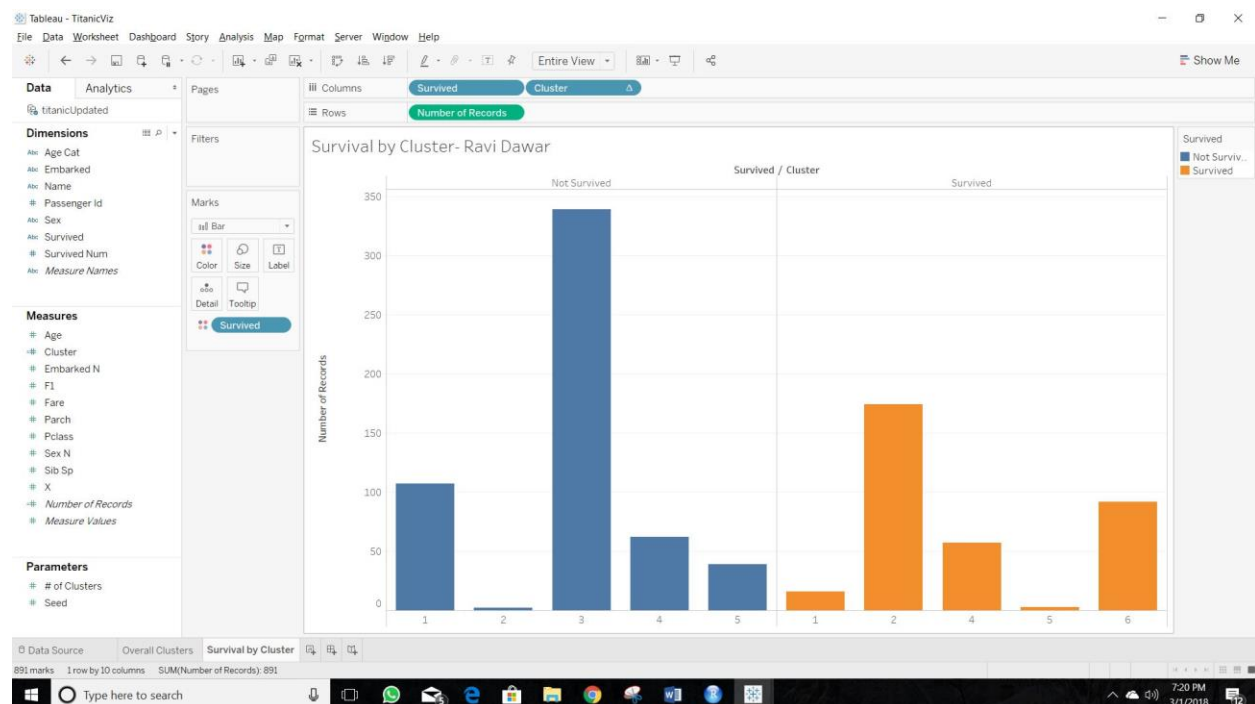 Tableau - TitanicViz
File Data Worksheet Dashboard Story Analysis Map Format Server Window Help
Entire View
Show Me
Data Analytics
titanicUpdated
Pages
Columns Survived Cluster Δ
Rows Number of Records
Dimensions
Abc Age Cat
Abc Embarked
Abc Name
# Passenger Id
Abc Sex
Abc Survived
# Survived Num
Abc Measure Names
Measures
# Age
=# Cluster
# Embarked N
# F1
# Fare
# Parch
# Pclass
# Sex N
# Sib Sp
# X
=# Number of Records
# Measure Values
Parameters
# # of Clusters
# Seed
Filters
Marks
Bar
Color Size Label
Detail Tooltip
Survived
Survival by Cluster- Ravi Dawar
Survived / Cluster
Not Survived Survived
Number of Records
350
300
250
200
150
100
50
0
1 2 3 4 5 1 2 4 5 6
Survived
Not Surviv...
Survived
Data Source Overall Clusters Survival by Cluster
891 marks 1 row by 10 columns SUM(Number of Records): 891
Type here to search
7:20 PM
3/1/2018